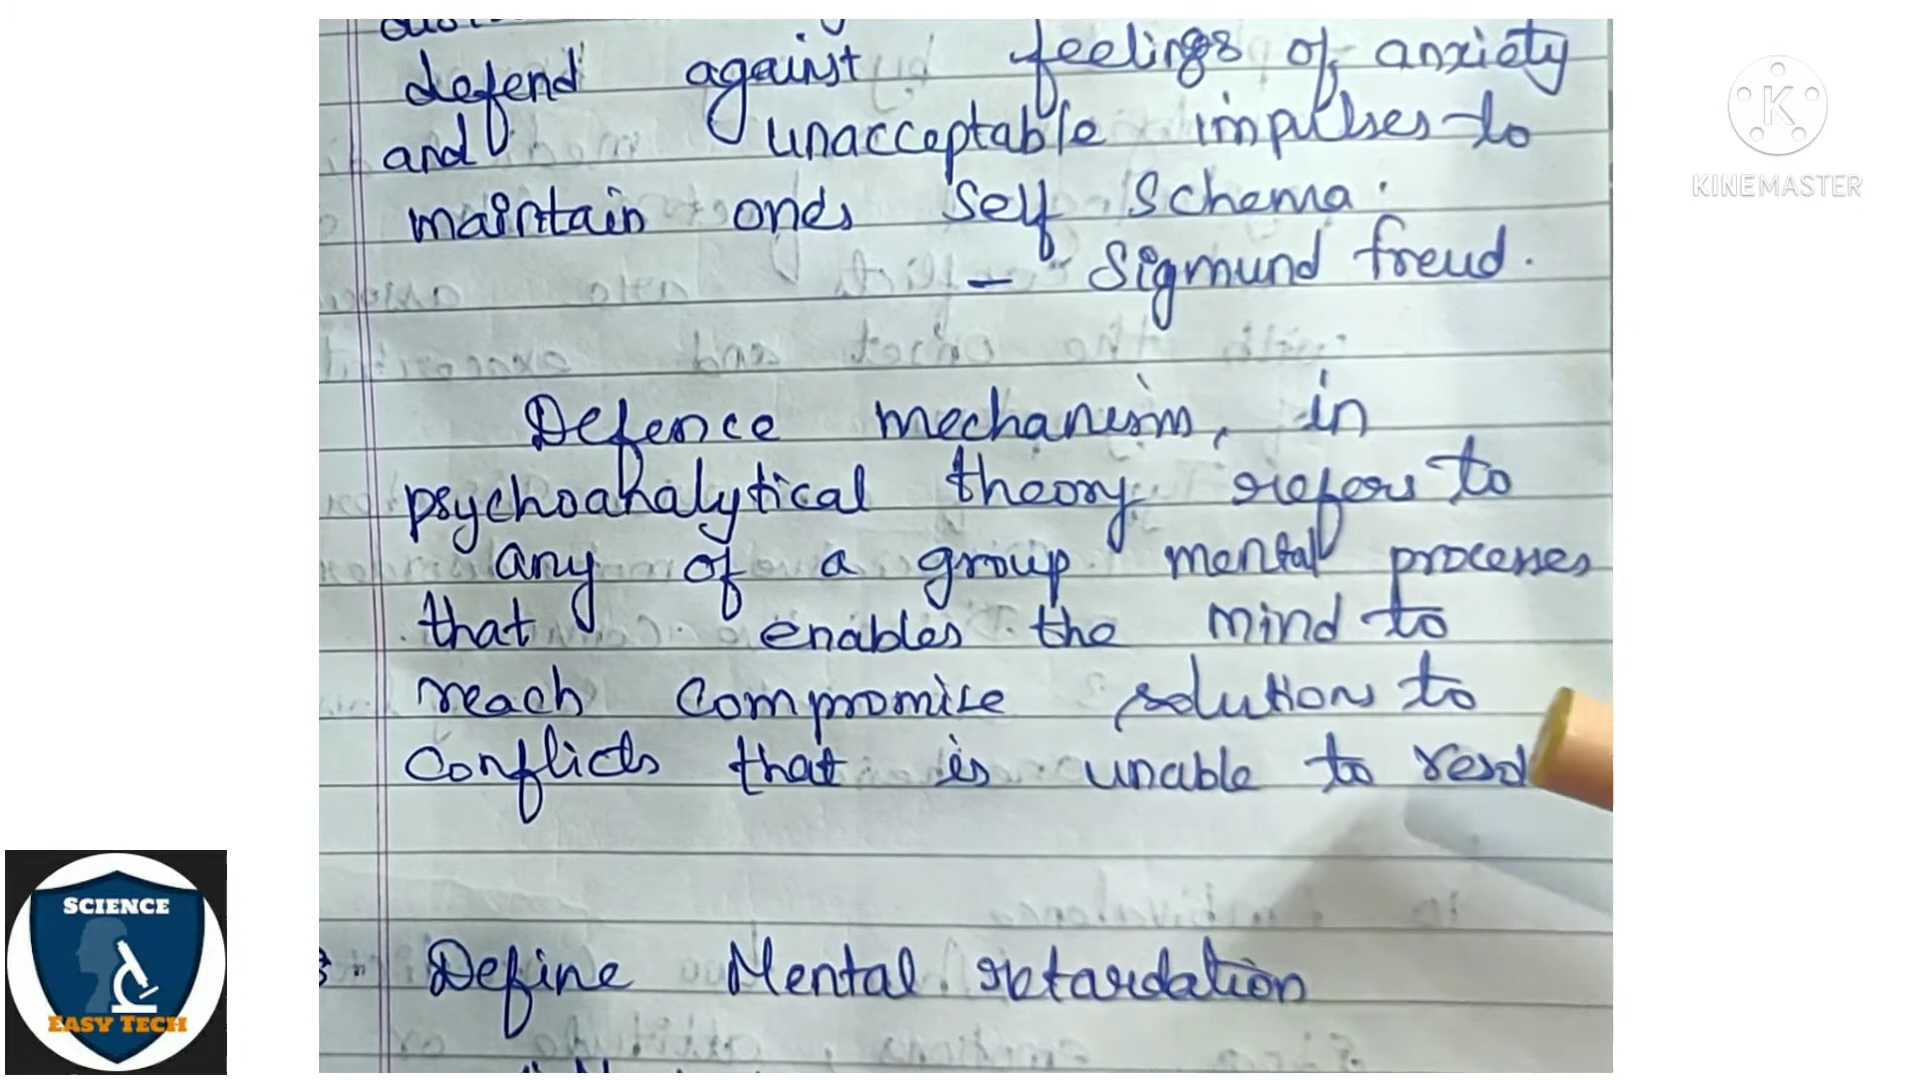 defend against feelings of anxiety
and unacceptable impulses to
maintain ones self schema.
- Sigmund freud.
Defence mechanism, in
psychoanalytical theory refers to
any of a group mental processes
that enables the mind to
reach compromise solutions to
conflicts that is unable to resol
Define Mental retardation
KINEMASTER
SCIENCE
EASY TECH